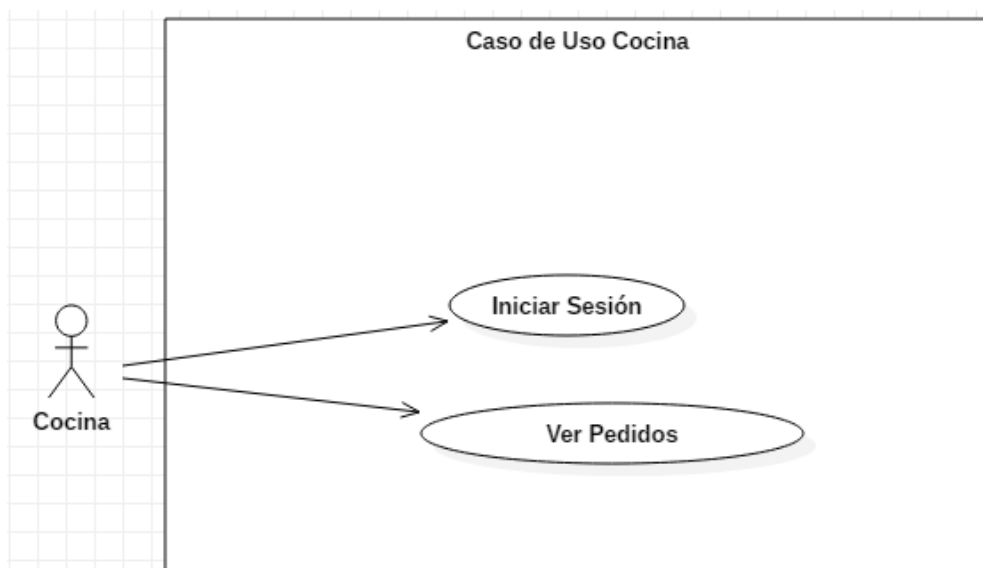 Caso de Uso Cocina
Iniciar Sesión
Cocina
Ver Pedidos